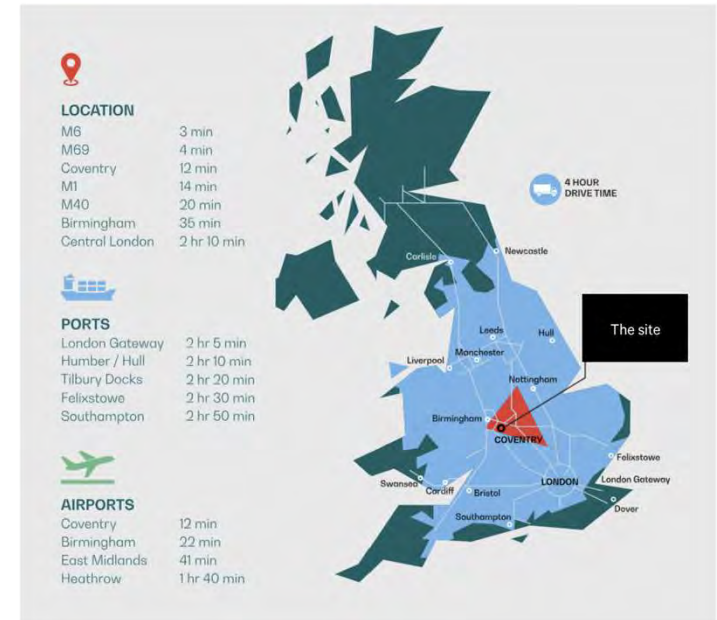 LOCATION
M6 3 min
M69 4 min
Coventry 12 min
M1 14 min
M40 20 min
Birmingham 35 min
Central London 2 hr 10 min
PORTS
London Gateway 2 hr 5 min
Humber / Hull 2 hr 10 min
Tilbury Docks 2 hr 20 min
Felixstowe 2 hr 30 min
Southampton 2 hr 50 min
AIRPORTS
Coventry 12 min
Birmingham 22 min
East Midlands 41 min
Heathrow 1 hr 40 min
4 HOUR
DRIVE TIME
Carlisle
Newcastle
The site
Leeds
Hull
Manchester
Liverpool
Nottingham
Birmingham
COVENTRY
Felixstowe
Swansea
Cardiff
Bristol
LONDON
London Gateway
Dover
Southampton